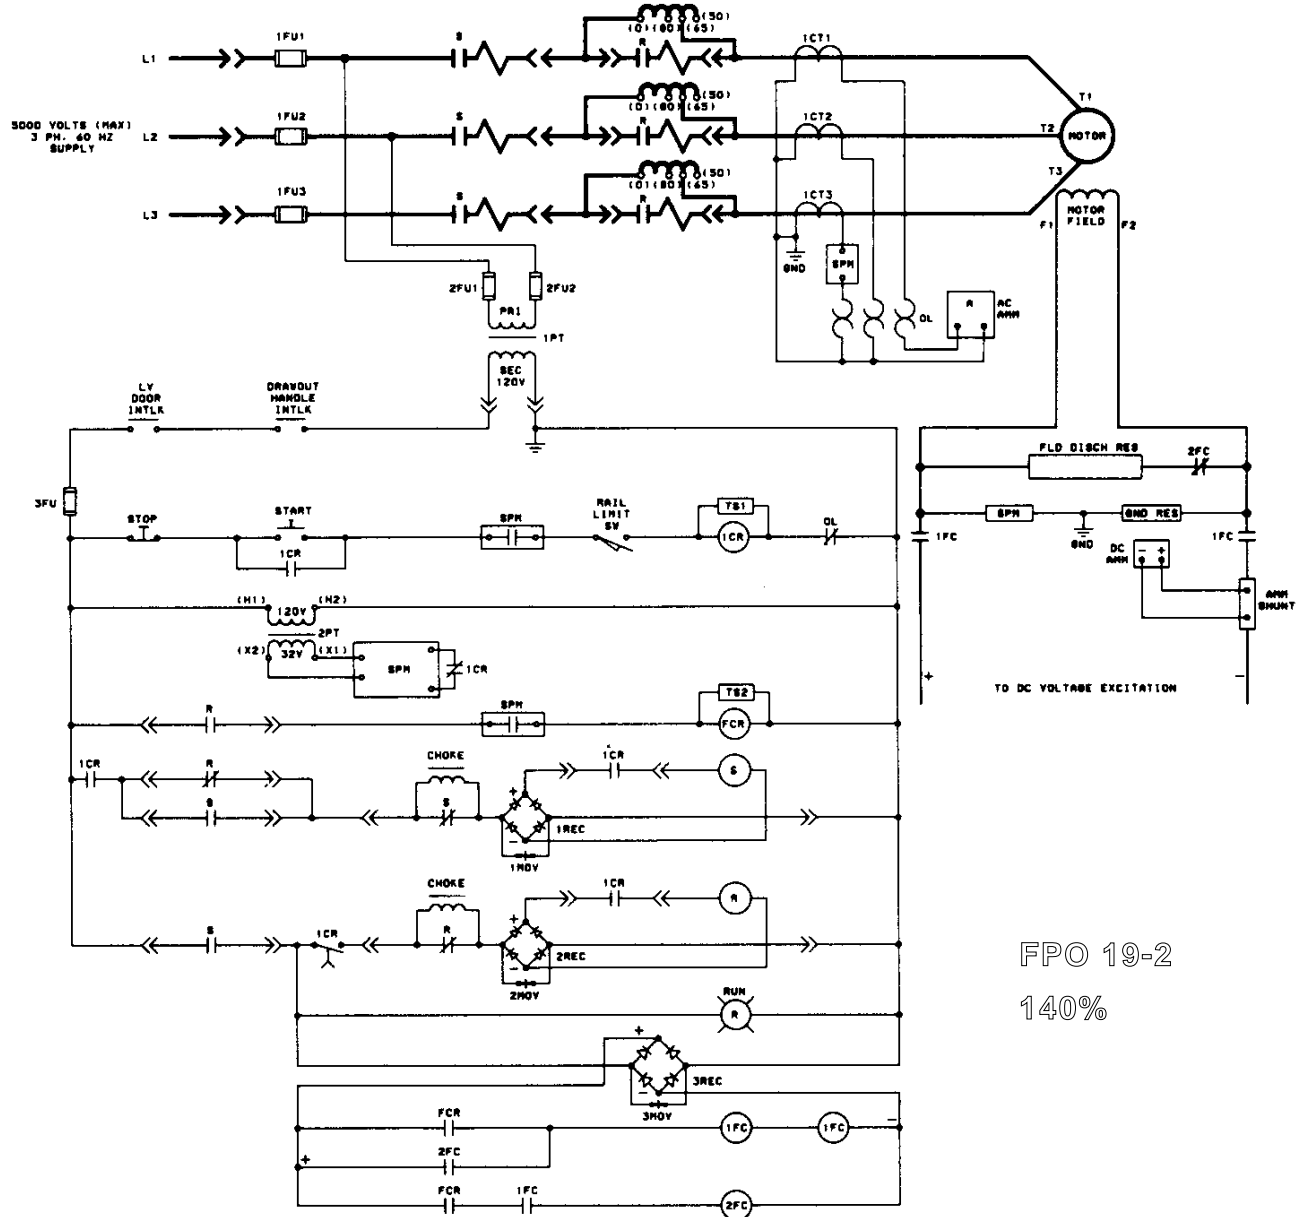 (50)
(0)(80)(65)
1FU1
S
R
1CT1
L1
T1
(50)
5000 VOLTS (MAX)
3 PH. 60 HZ
SUPPLY
1FU2
S
(0)(80)(65)
R
1CT2
L2
T2
MOTOR
(50)
1FU3
S
(0)(80)(65)
R
1CT3
T3
L3
MOTOR
FIELD
F1
F2
GND
SPM
2FU1
2FU2
PRI
1PT
A
AC
AMM
OL
SEC
120V
LV
DOOR
INTLK
DRAWOUT
HANDLE
INTLK
FLD DISCH RES
2FC
3FU
STOP
START
SPM
RAIL
LIMIT
SW
TS1
1CR
OL
1CR
SPM
GND RES
1FC
GND
DC
AMM
- +
1FC
AMM
SHUNT
(H1)
120V
(H2)
2PT
(X2)
32V
(X1)
SPM
1CR
+
-
TO DC VOLTAGE EXCITATION
R
SPM
TS2
FCR
1CR
R
CHOKE
1CR
S
S
S
+
-
1REC
1MOV
CHOKE
1CR
R
S
1CR
R
+
-
2REC
2MOV
FPO 19-2
140%
RUN
R
+
-
3REC
3MOV
FCR
1FC
1FC
-
+
2FC
FCR
1FC
2FC